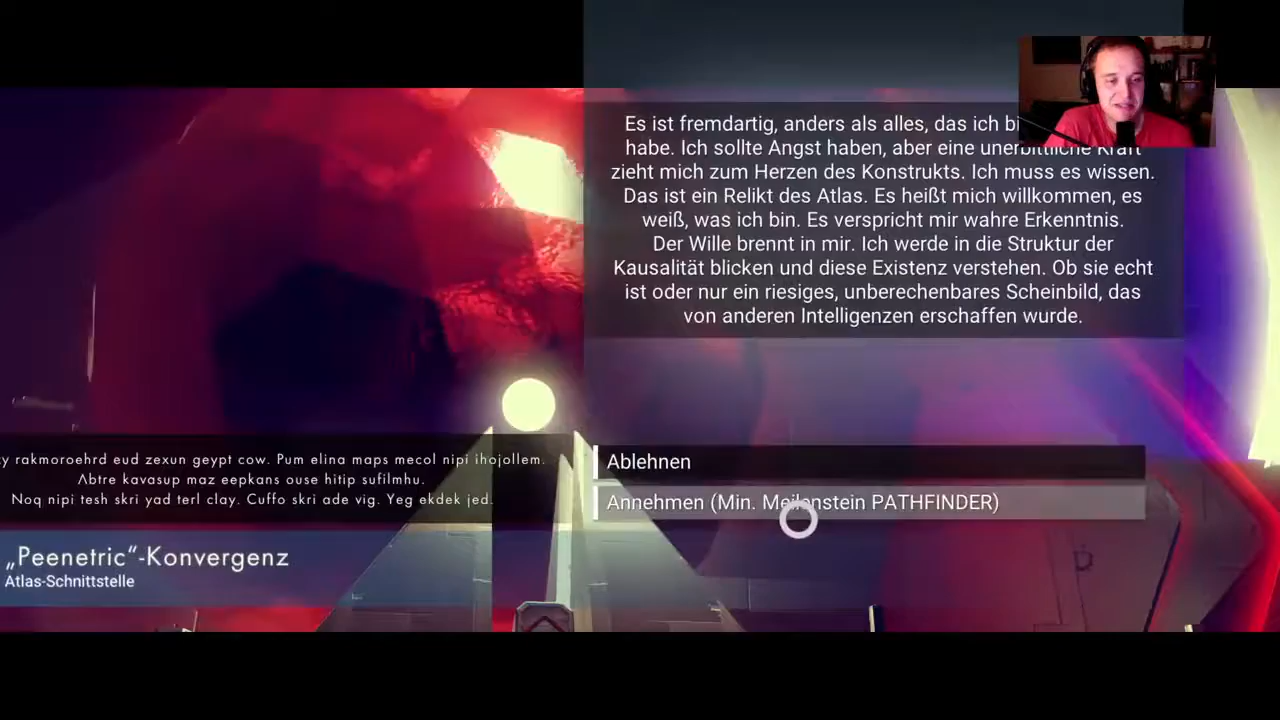 Es ist fremdartig, anders als alles, das ich
habe. Ich sollte Angst haben, aber eine unerbittliche Kraft
zieht mich zum Herzen des Konstrukts. Ich muss es wissen.
Das ist ein Relikt des Atlas. Es heißt mich willkommen, es
weiß, was ich bin. Es verspricht mir wahre Erkenntnis.
Der Wille brennt in mir. Ich werde in die Struktur der
Kausalität blicken und diese Existenz verstehen. Ob sie echt
ist oder nur ein riesiges, unberechenbares Scheinbild, das
von anderen Intelligenzen erschaffen wurde.
rakmoroehrd eud zexun geypt cow. Pum elina maps mecol nipi ihojollem.
Abtre kavasup maz eepkans ouse hitip sufilmhu.
Noq nipi tesh skri yad terl clay. Cuffo skri ade vig. Yeg ekdek jed.
Ablehnen
Annehmen (Min. Meilenstein PATHFINDER)
„Peenetric“-Konvergenz
Atlas-Schnittstelle